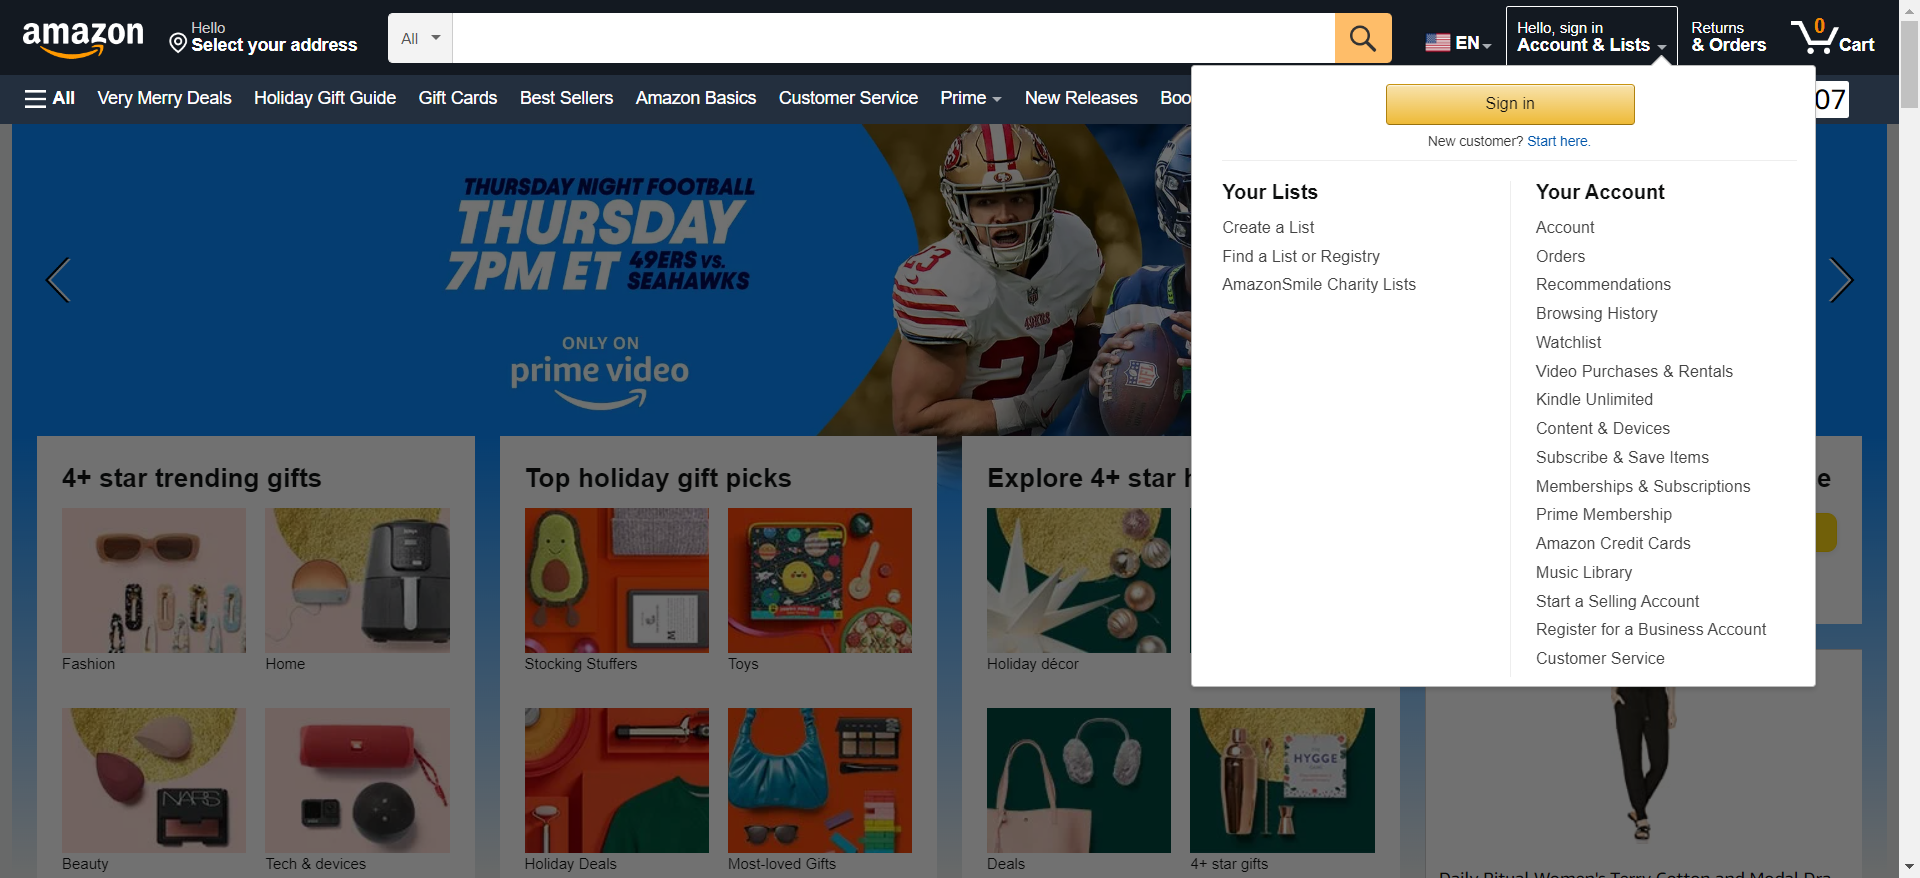 amazon
Hello
Select your address
All
EN
Hello, sign in
Account & Lists
Returns
& Orders
0
Cart
All
Very Merry Deals
Holiday Gift Guide
Gift Cards
Best Sellers
Amazon Basics
Customer Service
Prime
New Releases
Boo
07
Sign in
New customer? Start here.
Your Lists
Create a List
Find a List or Registry
AmazonSmile Charity Lists
Your Account
Account
Orders
Recommendations
Browsing History
Watchlist
Video Purchases & Rentals
Kindle Unlimited
Content & Devices
Subscribe & Save Items
Memberships & Subscriptions
Prime Membership
Amazon Credit Cards
Music Library
Start a Selling Account
Register for a Business Account
Customer Service
THURSDAY NIGHT FOOTBALL
THURSDAY
7PM ET
49ERS VS.
SEAHAWKS
ONLY ON
prime video
23
49ERS
NFL
4+ star trending gifts
Fashion
Home
Beauty
NARS
Tech & devices
Top holiday gift picks
Stocking Stuffers
Toys
Holiday Deals
Most-loved Gifts
Explore 4+ star h
Holiday décor
Deals
HYGGE
4+ star gifts
e
Daily Ritual Women's Terry Cotton and Modal Dra